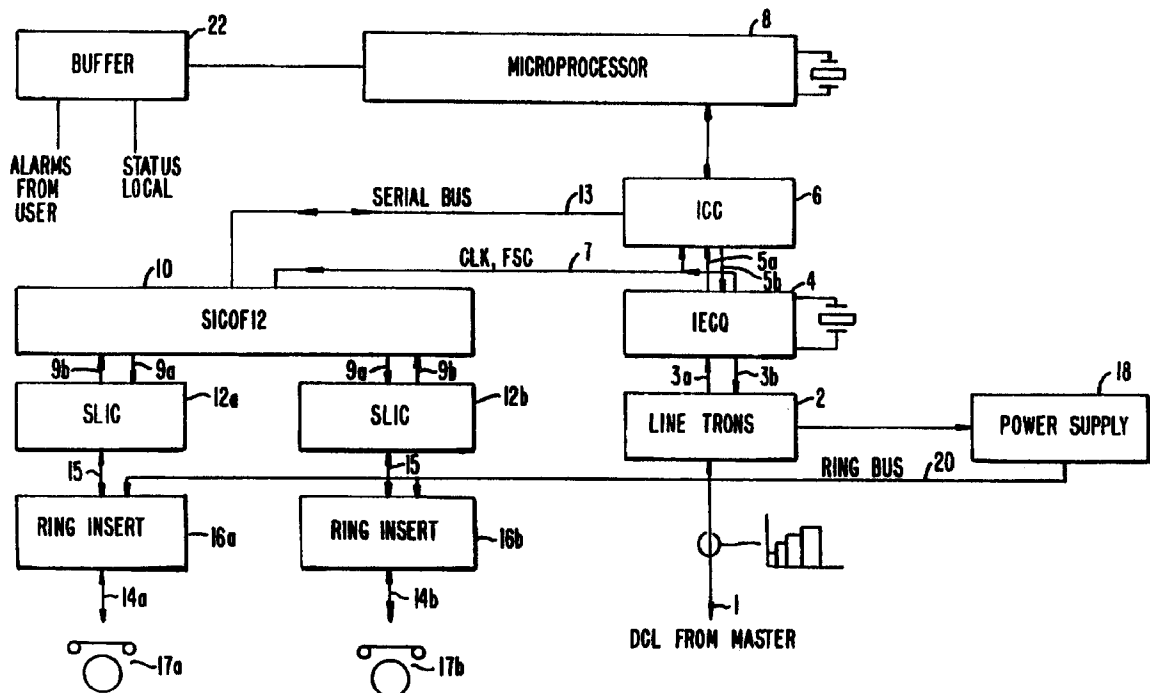 22
BUFFER
8
MICROPROCESSOR
ALARMS
FROM
USER
STATUS
LOCAL
SERIAL BUS
13
ICC
6
CLK, FSC
7
5a
5b
10
SICOF12
4
IECQ
9b
9a
9a
9b
3a
3b
SLIC
12a
SLIC
12b
LINE TRONS
2
18
POWER SUPPLY
15
15
RING BUS
20
RING INSERT
16a
RING INSERT
16b
14a
14b
1
DCL FROM MASTER
17a
17b